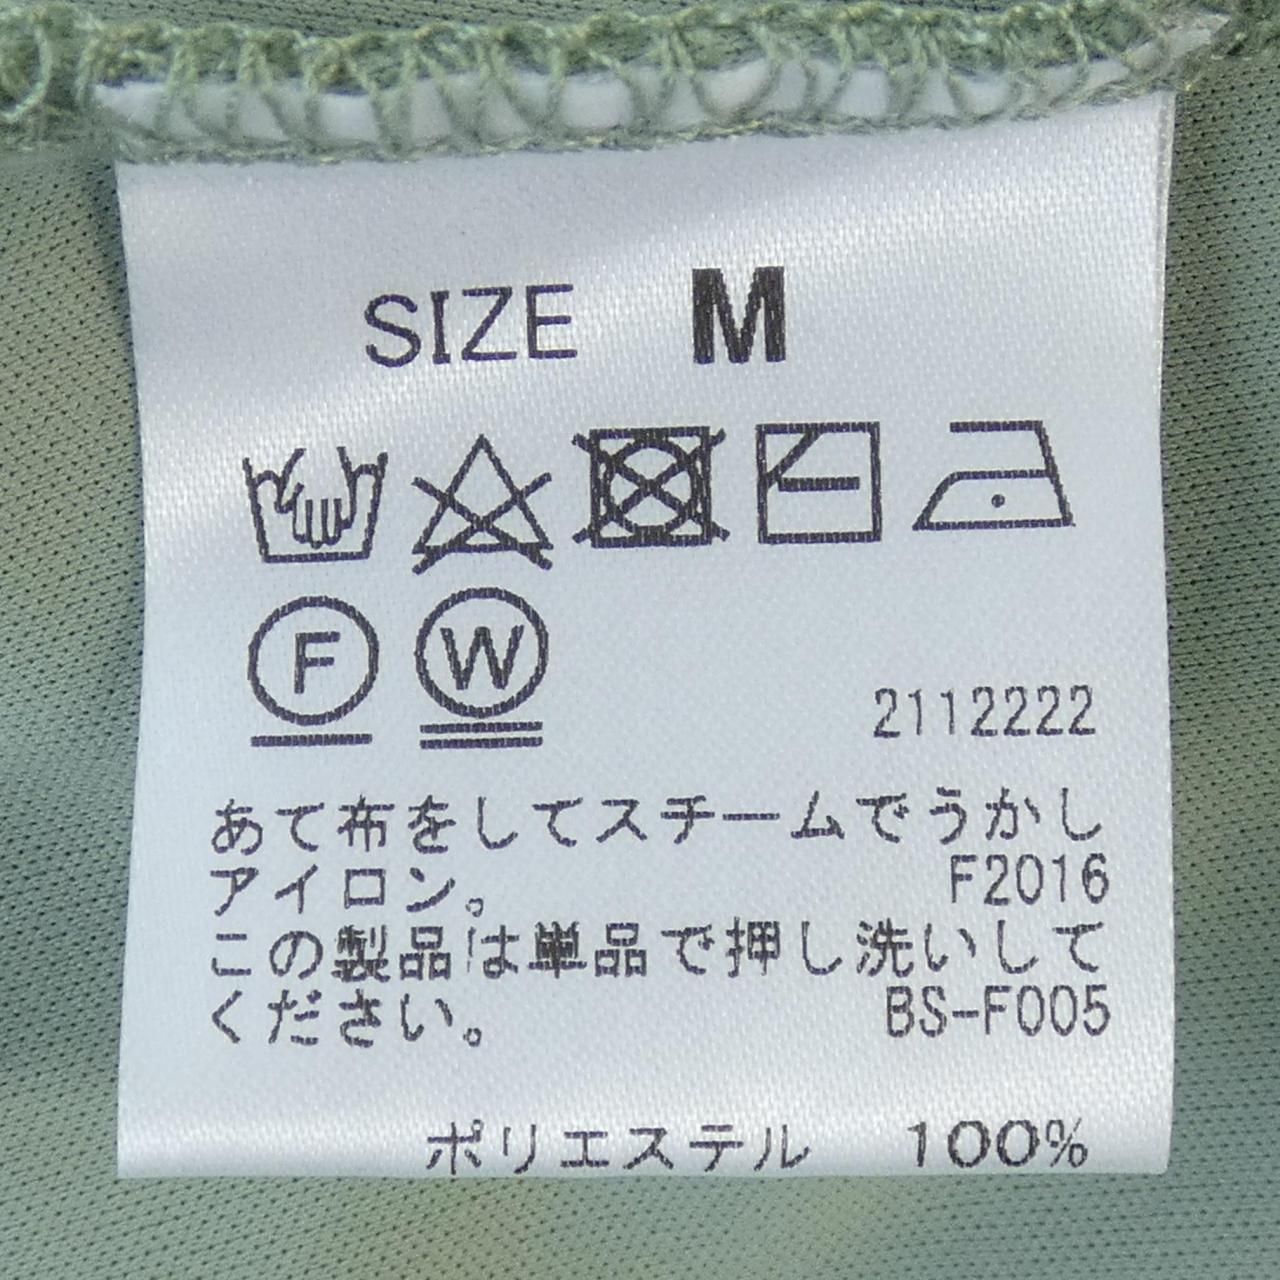 SIZE M
F W
2112222
あて布をしてスチームでうかし
アイロン。 F2016
この製品は単品で押し洗いして
ください。 BS-F005
ポリエステル 100%